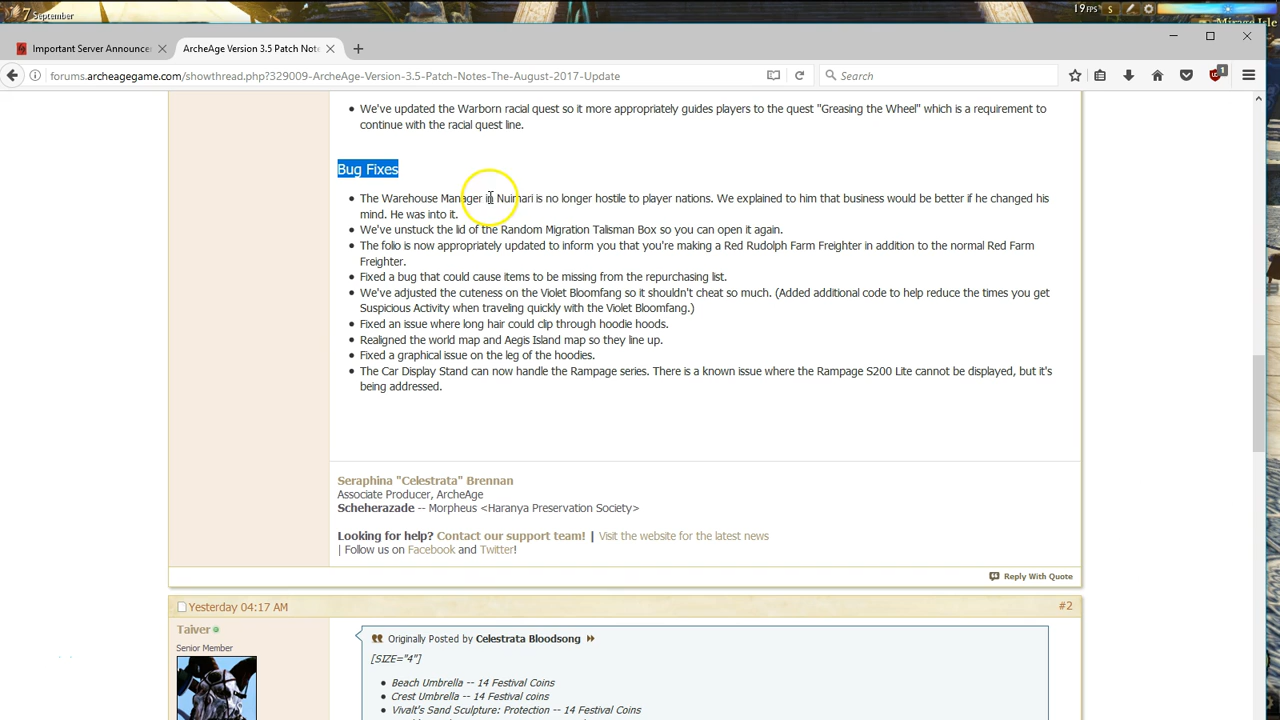 7 September
19 FPS
Mirage Isle
Important Server Announce
ArcheAge Version 3.5 Patch Not
forums.archeagegame.com/showthread.php?329009-ArcheAge-Version-3.5-Patch-Notes-The-August-2017-Update
Search
1
We've updated the Warborn racial quest so it more appropriately guides players to the quest "Greasing the Wheel" which is a requirement to
continue with the racial quest line.
Bug Fixes
The Warehouse Manager in Nuimari is no longer hostile to player nations. We explained to him that business would be better if he changed his
mind. He was into it.
We've unstuck the lid of the Random Migration Talisman Box so you can open it again.
The folio is now appropriately updated to inform you that you're making a Red Rudolph Farm Freighter in addition to the normal Red Farm
Freighter.
Fixed a bug that could cause items to be missing from the repurchasing list.
We've adjusted the cuteness on the Violet Bloomfang so it shouldn't cheat so much. (Added additional code to help reduce the times you get
Suspicious Activity when traveling quickly with the Violet Bloomfang.)
Fixed an issue where long hair could clip through hoodie hoods.
Realigned the world map and Aegis Island map so they line up.
Fixed a graphical issue on the leg of the hoodies.
The Car Display Stand can now handle the Rampage series. There is a known issue where the Rampage S200 Lite cannot be displayed, but it's
being addressed.
Seraphina "Celestrata" Brennan
Associate Producer, ArcheAge
Scheherazade -- Morpheus <Haranya Preservation Society>
Looking for help? Contact our support team! | Visit the website for the latest news
| Follow us on Facebook and Twitter!
Reply With Quote
Yesterday 04:17 AM
#2
Taiver
Senior Member
Originally Posted by Celestrata Bloodsong
[SIZE="4"]
Beach Umbrella -- 14 Festival Coins
Crest Umbrella -- 14 Festival coins
Vivalt's Sand Sculpture: Protection -- 14 Festival Coins